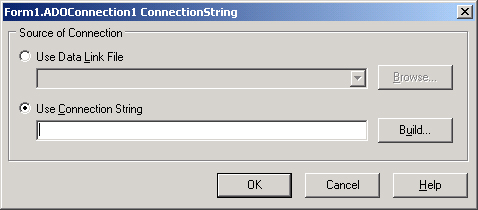 Form1.ADOConnection1 ConnectionString
Source of Connection
Use Data Link File
Browse...
Use Connection String
Build...
OK Cancel Help